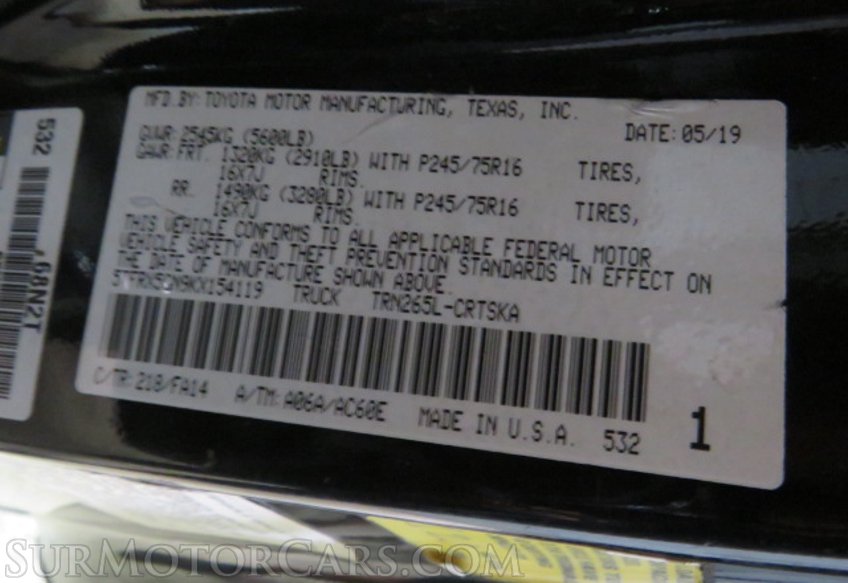 MFD.BY:TOYOTA MOTOR MANUFACTURING, TEXAS, INC.
DATE:05/19
GVWR:2545KG (5600LB)
GAWR:FRT. 1320KG (2910LB) WITH P245/75R16 TIRES,
16X7J RIMS.
RR. 1490KG (3280LB) WITH P245/75R16 TIRES,
16X7J RIMS.
THIS VEHICLE CONFORMS TO ALL APPLICABLE FEDERAL MOTOR
VEHICLE SAFETY AND THEFT PREVENTION STANDARDS IN EFFECT ON
THE DATE OF MANUFACTURE SHOWN ABOVE.
TRUCK TRN265L-CRTSKA
C/TR:218/FA14 A/TM:A06A/AC60E MADE IN U.S.A. 532 1
532
68N2T
SurMotorCars.com